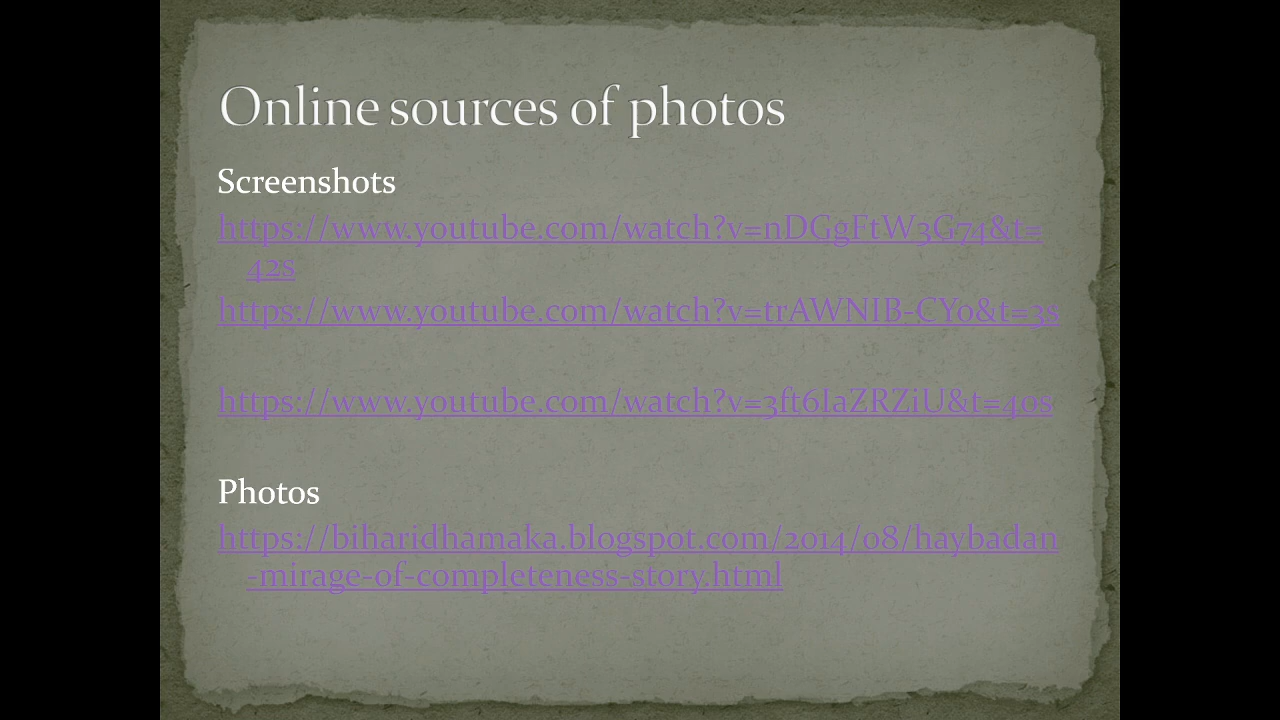 Online sources of photos
Screenshots
https://www.youtube.com/watch?v=nDGgFtW3G74&t=
42s
https://www.youtube.com/watch?v=trAWNIB-CY0&t=3s
https://www.youtube.com/watch?v=3ft6IaZRZiU&t=40s
Photos
https://biharidhamaka.blogspot.com/2014/08/haybadan
-mirage-of-completeness-story.html